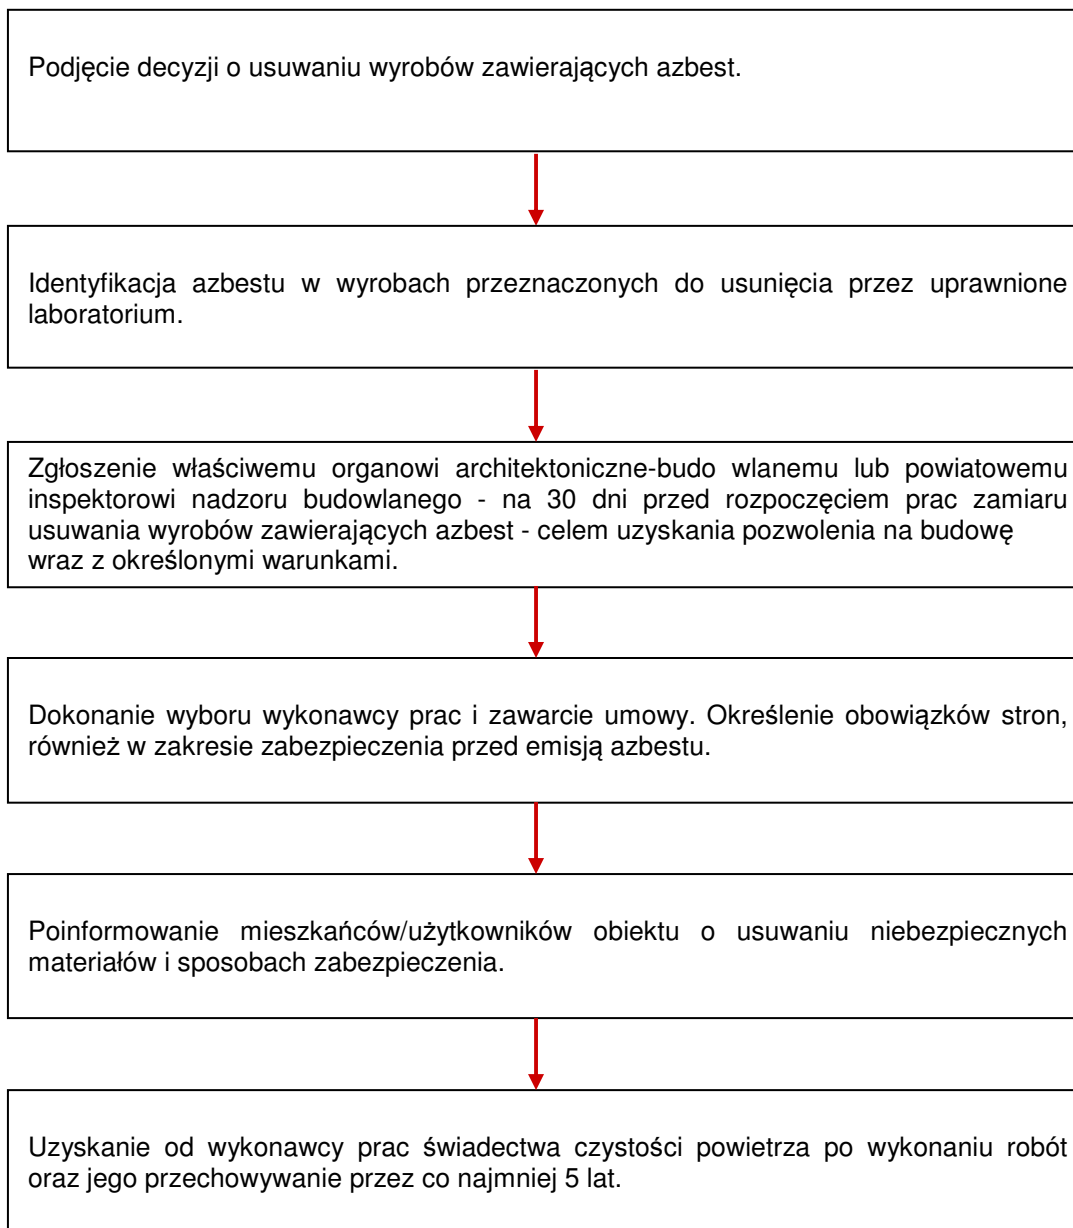 Podjęcie decyzji o usuwaniu wyrobów zawierających azbest.
Identyfikacja azbestu w wyrobach przeznaczonych do usunięcia przez uprawnione
laboratorium.
Zgłoszenie właściwemu organowi architektoniczne-budo wlanemu lub powiatowemu
inspektorowi nadzoru budowlanego - na 30 dni przed rozpoczęciem prac zamiaru
usuwania wyrobów zawierających azbest - celem uzyskania pozwolenia na budowę
wraz z określonymi warunkami.
Dokonanie wyboru wykonawcy prac i zawarcie umowy. Określenie obowiązków stron,
również w zakresie zabezpieczenia przed emisją azbestu.
Poinformowanie mieszkańców/użytkowników obiektu o usuwaniu niebezpiecznych
materiałów i sposobach zabezpieczenia.
Uzyskanie od wykonawcy prac świadectwa czystości powietrza po wykonaniu robót
oraz jego przechowywanie przez co najmniej 5 lat.